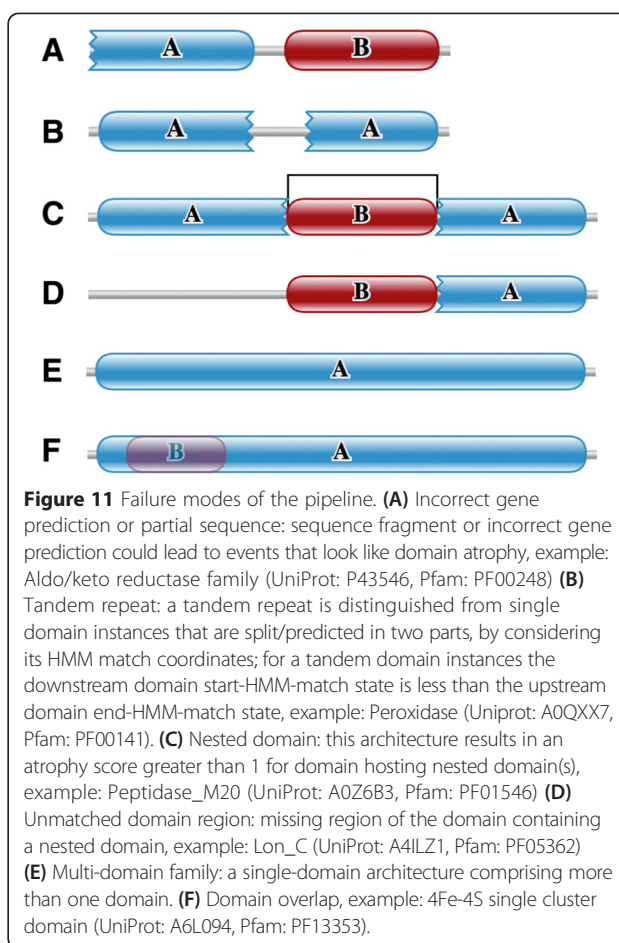 A A B
B A A
C A B A
D B A
E A
F B A
Figure 11 Failure modes of the pipeline. (A) Incorrect gene
prediction or partial sequence: sequence fragment or incorrect gene
prediction could lead to events that look like domain atrophy, example:
Aldo/keto reductase family (UniProt: P43546, Pfam: PF00248) (B)
Tandem repeat: a tandem repeat is distinguished from single
domain instances that are split/predicted in two parts, by considering
its HMM match coordinates; for a tandem domain instances the
downstream domain start-HMM-match state is less than the upstream
domain end-HMM-match state, example: Peroxidase (Uniprot: A0QXX7,
Pfam: PF00141). (C) Nested domain: this architecture results in an
atrophy score greater than 1 for domain hosting nested domain(s),
example: Peptidase_M20 (UniProt: A0Z6B3, Pfam: PF01546) (D)
Unmatched domain region: missing region of the domain containing
a nested domain, example: Lon_C (UniProt: A4ILZ1, Pfam: PF05362)
(E) Multi-domain family: a single-domain architecture comprising more
than one domain. (F) Domain overlap, example: 4Fe-4S single cluster
domain (UniProt: A6L094, Pfam: PF13353).